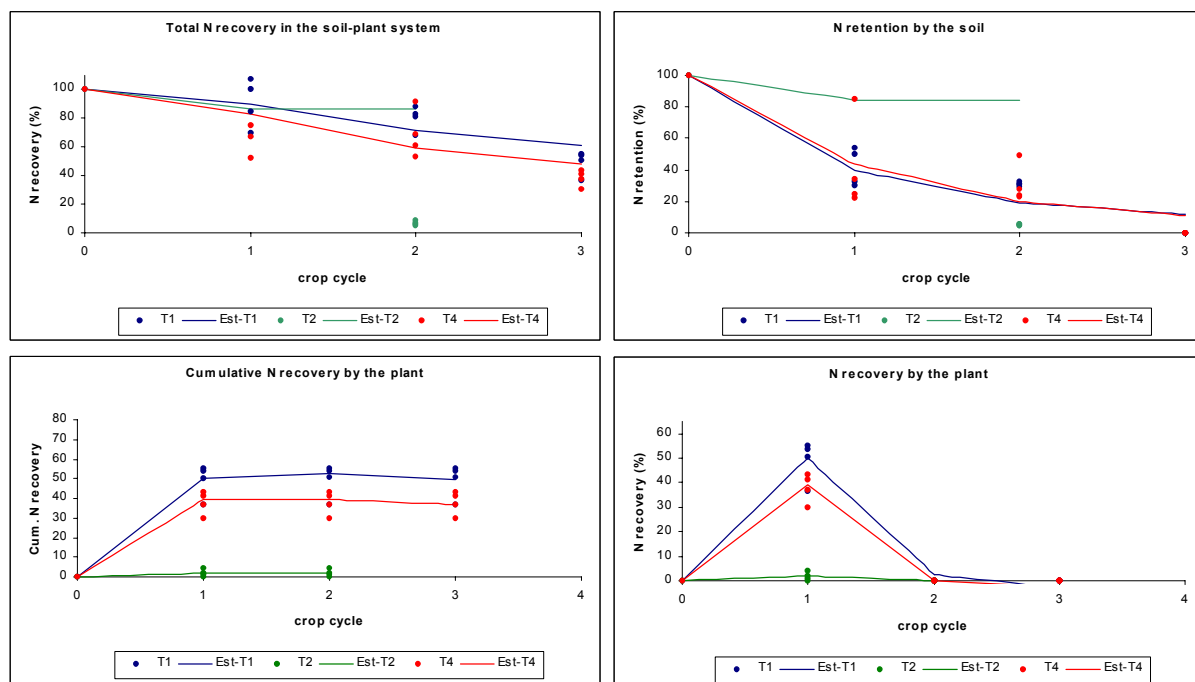 Total N recovery in the soil-plant system
N recovery (%)
100
80
60
40
20
0
0 1 2 3
crop cycle
T1 Est-T1 T2 Est-T2 T4 Est-T4
N retention by the soil
N retention (%)
100
80
60
40
20
0
0 1 2 3
crop cycle
T1 Est-T1 T2 Est-T2 T4 Est-T4
Cumulative N recovery by the plant
Cum. N recovery
80
70
60
50
40
30
20
10
0
0 1 2 3 4
crop cycle
T1 Est-T1 T2 Est-T2 T4 Est-T4
N recovery by the plant
N recovery (%)
60
50
40
30
20
10
0
0 1 2 3 4
crop cycle
T1 Est-T1 T2 Est-T2 T4 Est-T4